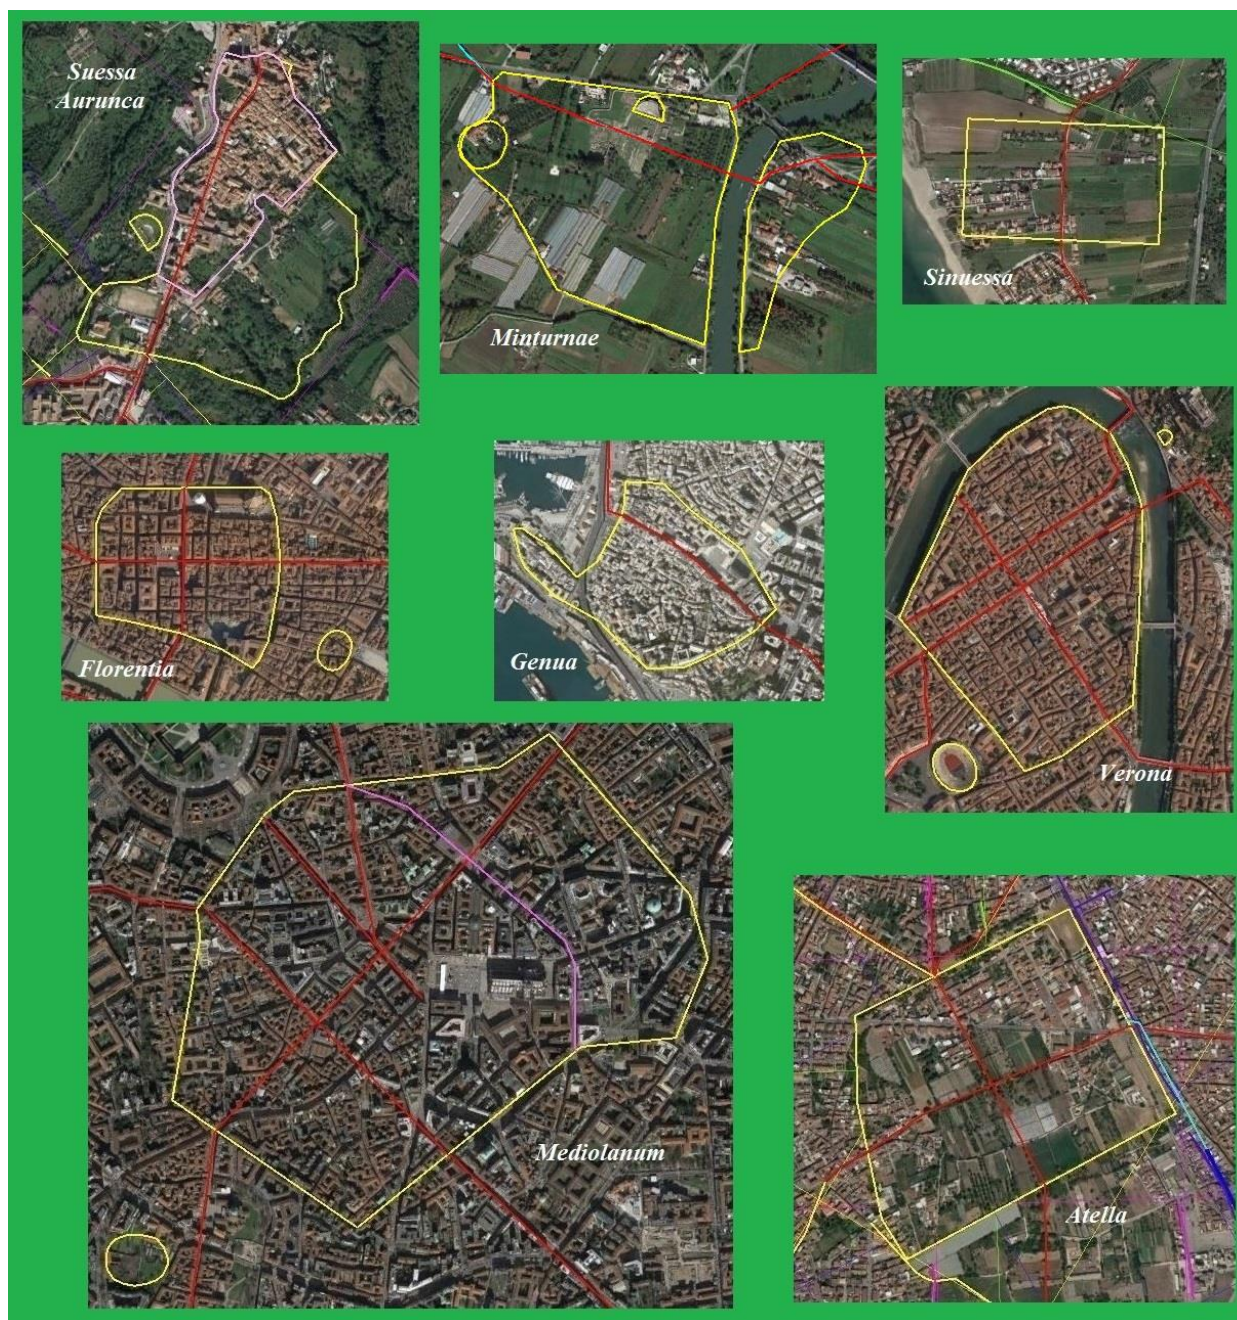 Suessa
Aurunca
Minturnae
Sinuessa
Florentia
Genua
Verona
Mediolanum
Atella